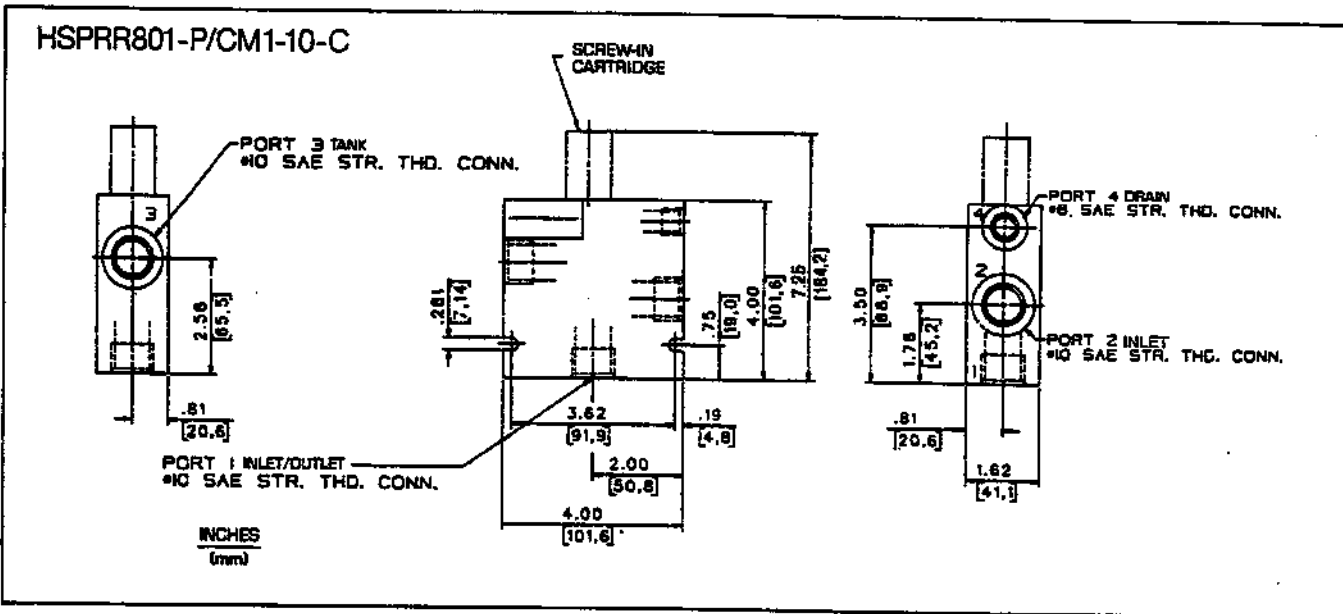 HSPRR801-P/CM1-10-C
SCREW-IN
CARTRIDGE
PORT 3 TANK
#10 SAE STR. THD. CONN.
3
2.58
[65,5]
.81
[20,6]
PORT 1 INLET/OUTLET
#10 SAE STR. THD. CONN.
INCHES
(mm)
.281
[7,14]
3.62
[91,9]
.19
[4,8]
2.00
[50,8]
4.00
[101,6]
.75
[19,0]
4.00
[101,6]
7.25
[184,2]
PORT 4 DRAIN
#6 SAE STR. THD. CONN.
4
2
PORT 2 INLET
#10 SAE STR. THD. CONN.
1
3.50
[88,9]
1.78
[45,2]
.81
[20,6]
1.62
[41,1]